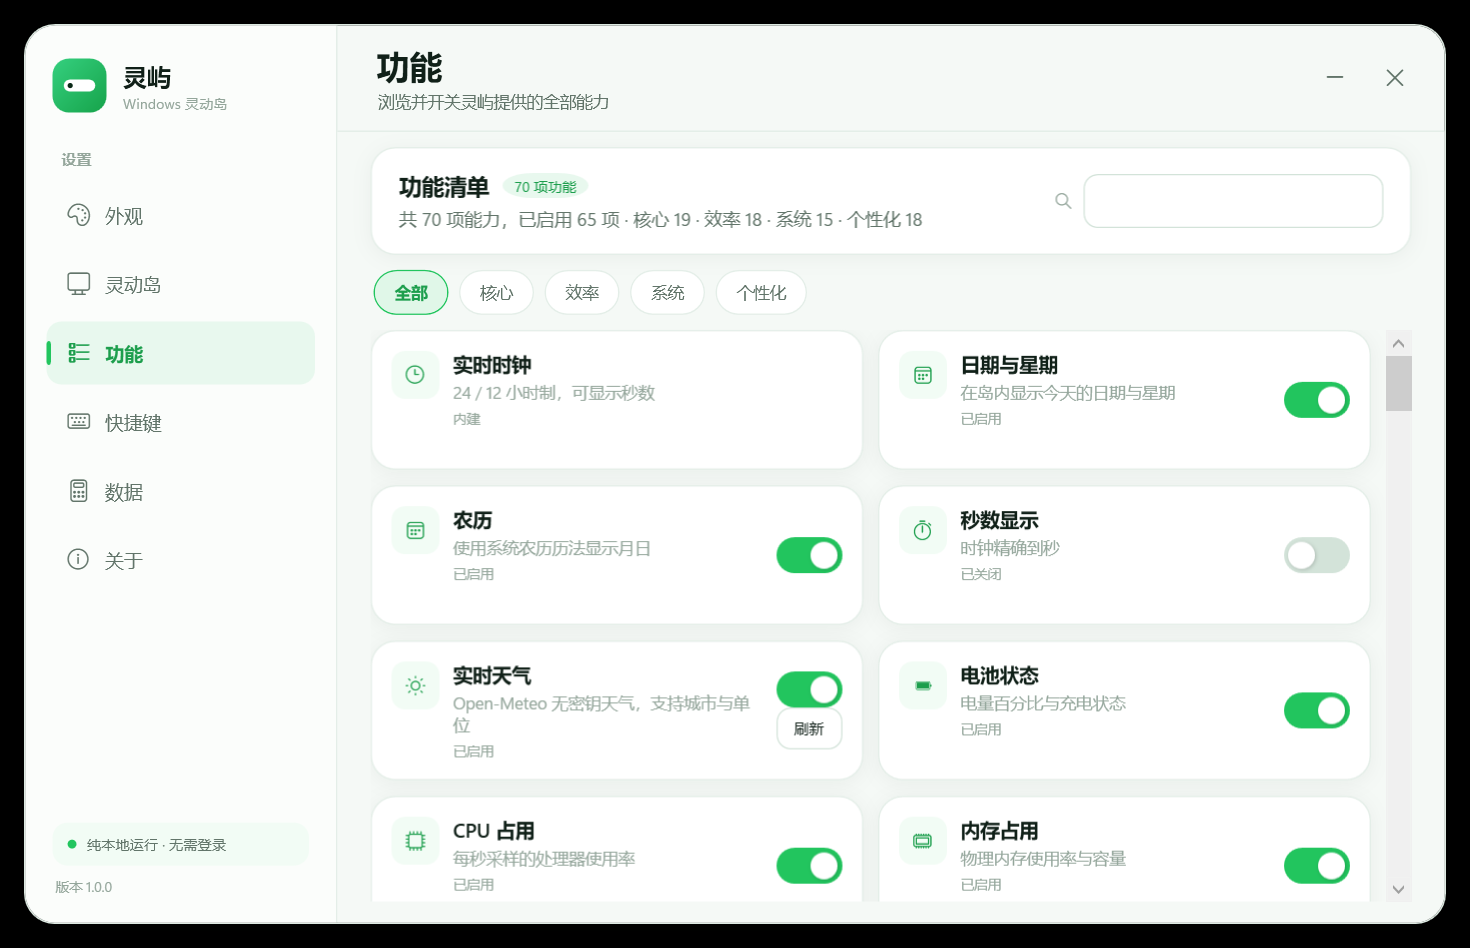 灵屿
Windows 灵动岛
设置
外观
灵动岛
功能
快捷键
数据
关于
纯本地运行 · 无需登录
版本 1.0.0
功能
浏览并开关灵屿提供的全部能力
功能清单
70 项功能
共 70 项能力，已启用 65 项 · 核心 19 · 效率 18 · 系统 15 · 个性化 18
全部
核心
效率
系统
个性化
实时时钟
24 / 12 小时制，可显示秒数
内建
日期与星期
在岛内显示今天的日期与星期
已启用
农历
使用系统农历历法显示月日
已启用
秒数显示
时钟精确到秒
已关闭
实时天气
Open-Meteo 无密钥天气，支持城市与单
位
已启用
刷新
电池状态
电量百分比与充电状态
已启用
CPU 占用
每秒采样的处理器使用率
已启用
内存占用
物理内存使用率与容量
已启用